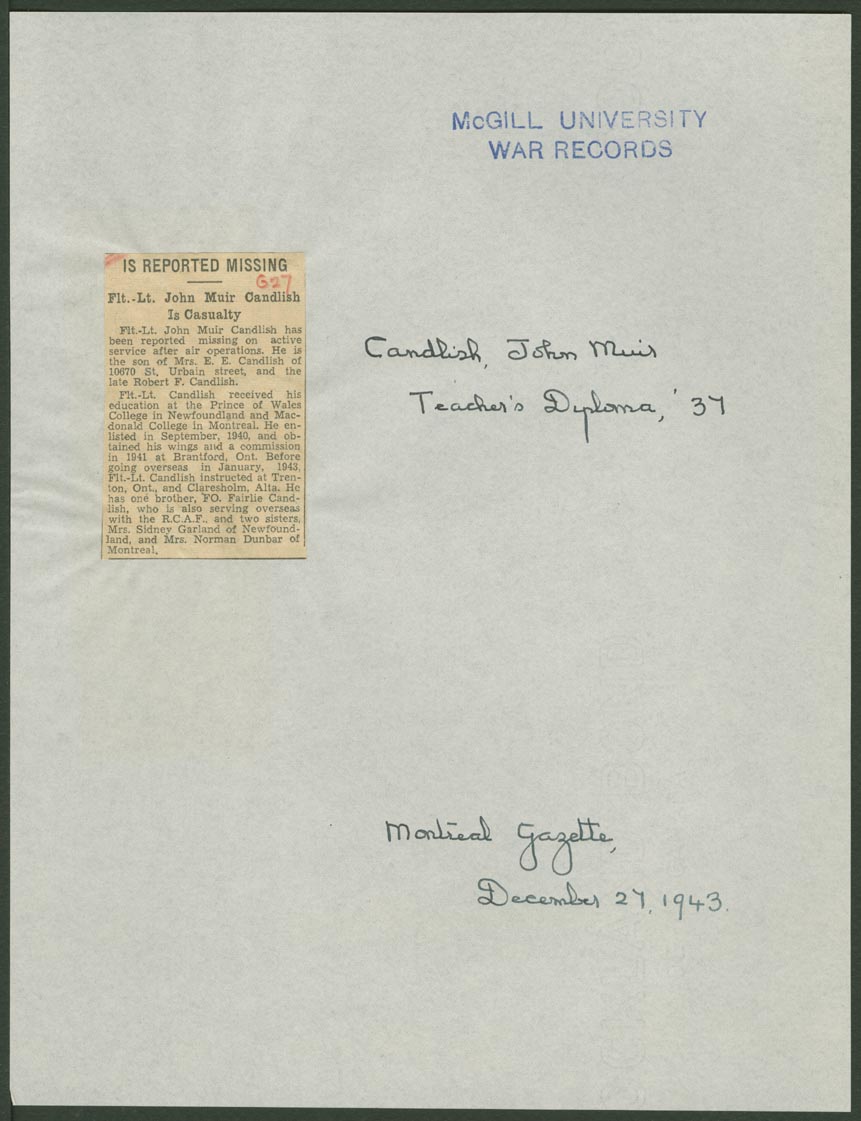 McGILL UNIVERSITY
WAR RECORDS
IS REPORTED MISSING
G27
Flt.-Lt. John Muir Candlish
Is Casualty
Flt.-Lt. John Muir Candlish has
been reported missing on active
service after air operations. He is
the son of Mrs. E. E. Candlish of
10670 St. Urbain street, and the
late Robert F. Candlish.
Flt.-Lt. Candlish received his
education at the Prince of Wales
College in Newfoundland and Mac-
donald College in Montreal. He en-
listed in September, 1940, and ob-
tained his wings and a commission
in 1941 at Brantford, Ont. Before
going overseas in January, 1943,
Flt.-Lt. Candlish instructed at Tren-
ton, Ont., and Claresholm, Alta. He
has one brother, FO. Fairlie Cand-
lish, who is also serving overseas
with the R.C.A.F., and two sisters,
Mrs. Sidney Garland of Newfound-
land, and Mrs. Norman Dunbar of
Montreal.
Candlish, John Muir
Teacher's Diploma, '37
Montreal Gazette,
December 27, 1943.